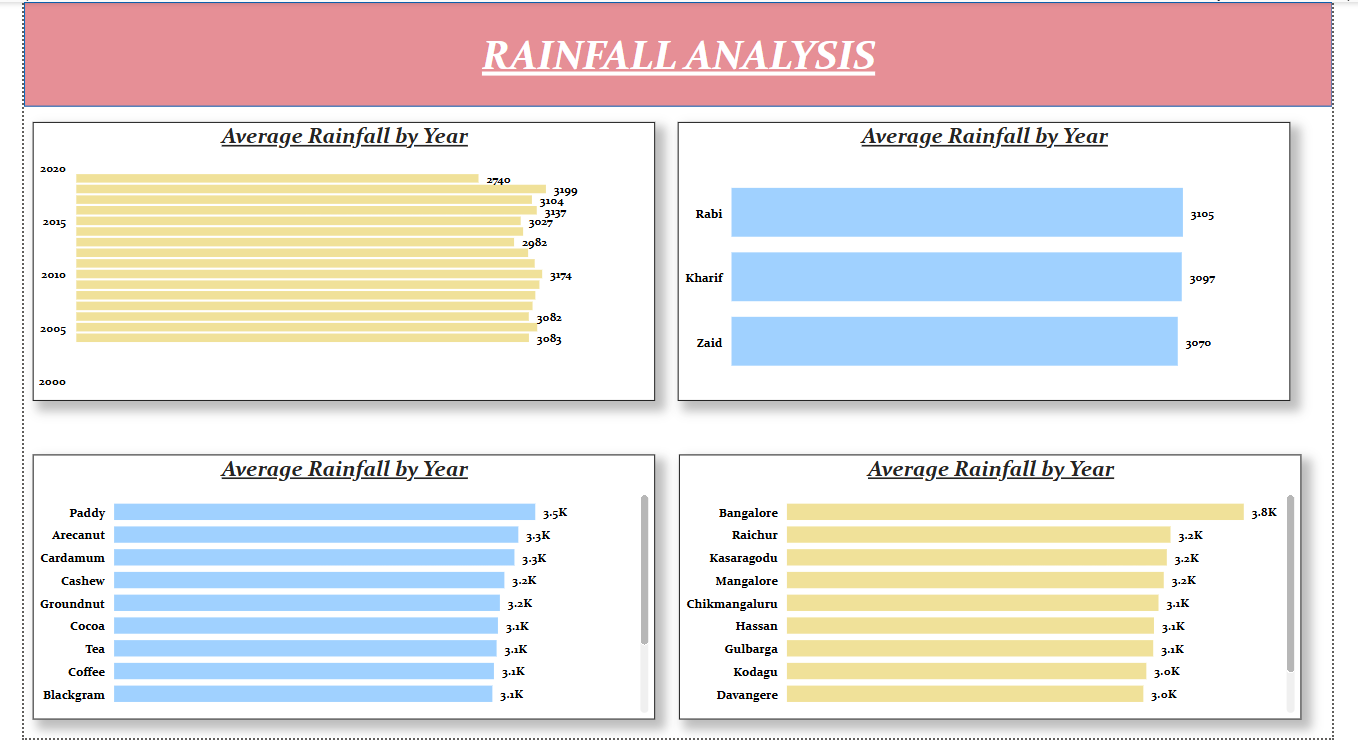 RAINFALL ANALYSIS
Average Rainfall by Year
2020
2740
3199
3104
3137
2015
3027
2982
2010
3174
3082
2005
3083
2000
Average Rainfall by Year
Rabi 3105
Kharif 3097
Zaid 3070
Average Rainfall by Year
Paddy 3.5K
Arecanut 3.3K
Cardamum 3.3K
Cashew 3.2K
Groundnut 3.2K
Cocoa 3.1K
Tea 3.1K
Coffee 3.1K
Blackgram 3.1K
Average Rainfall by Year
Bangalore 3.8K
Raichur 3.2K
Kasaragodu 3.2K
Mangalore 3.2K
Chikmangaluru 3.1K
Hassan 3.1K
Gulbarga 3.1K
Kodagu 3.0K
Davangere 3.0K